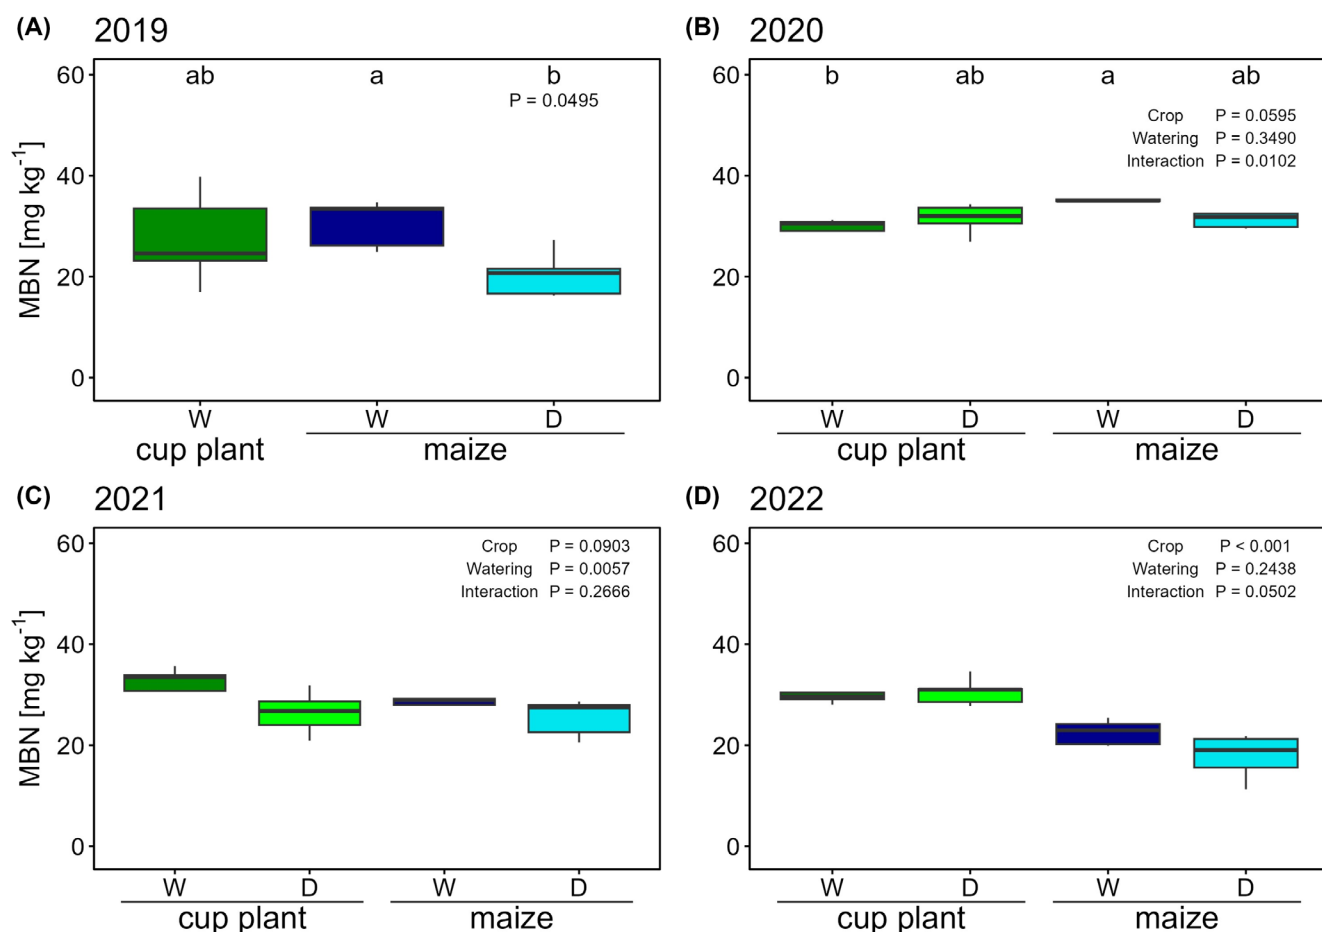 (A) 2019
60
40
20
0
MBN [mg kg-1]
ab a b
P = 0.0495
W W D
cup plant maize
(B) 2020
60
40
20
0
b ab a ab
Crop P = 0.0595
Watering P = 0.3490
Interaction P = 0.0102
W D W D
cup plant maize
(C) 2021
60
40
20
0
MBN [mg kg-1]
Crop P = 0.0903
Watering P = 0.0057
Interaction P = 0.2666
W D W D
cup plant maize
(D) 2022
60
40
20
0
Crop P < 0.001
Watering P = 0.2438
Interaction P = 0.0502
W D W D
cup plant maize